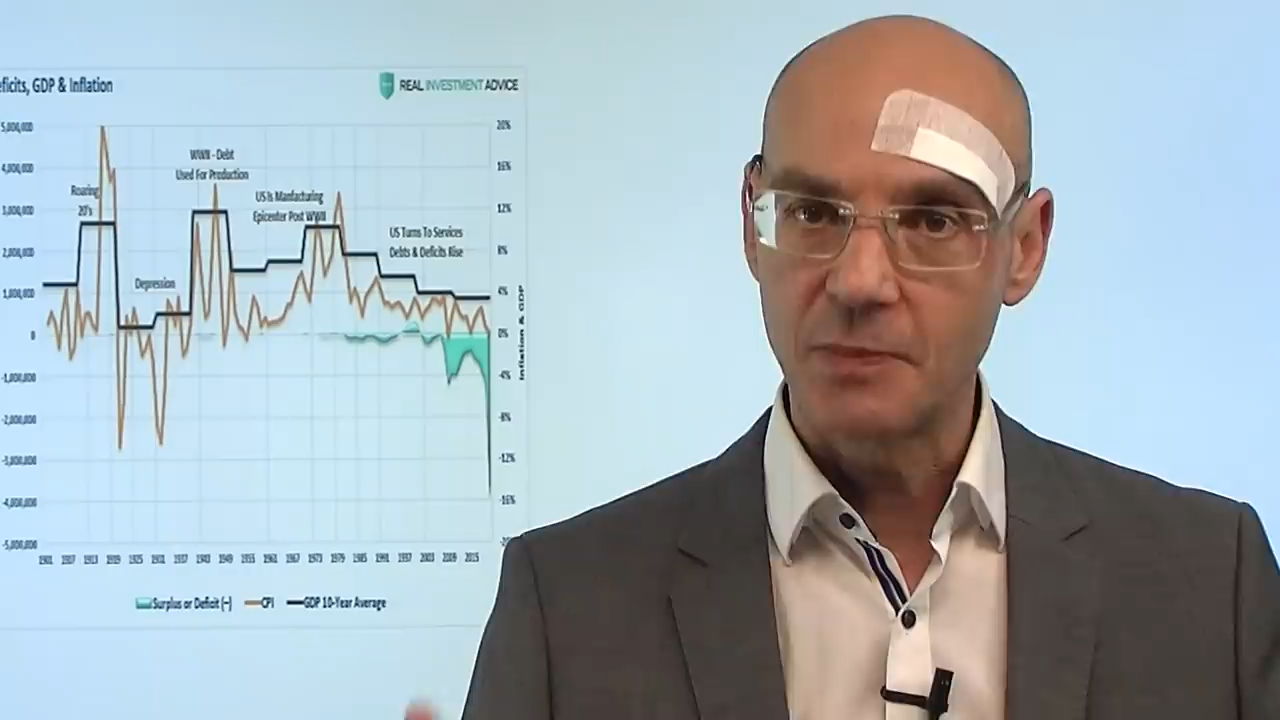 eficits, GDP & Inflation
REAL INVESTMENT ADVICE
5,000,000
4,000,000
3,000,000
2,000,000
1,000,000
0
-1,000,000
-2,000,000
-3,000,000
-4,000,000
-5,000,000
Roaring
20's
Depression
WWII - Debt
Used For Production
US Is Manfacturing
Epicenter Post WWII
US Turns To Services
Debts & Deficits Rise
20%
16%
12%
8%
4%
0%
-4%
-8%
-12%
-16%
Inflation & GDP
1901 1907 1913 1919 1925 1931 1937 1943 1949 1955 1961 1967 1973 1979 1985 1991 1997 2003 2009 2015
Surplus or Deficit (-) CPI GDP 10-Year Average